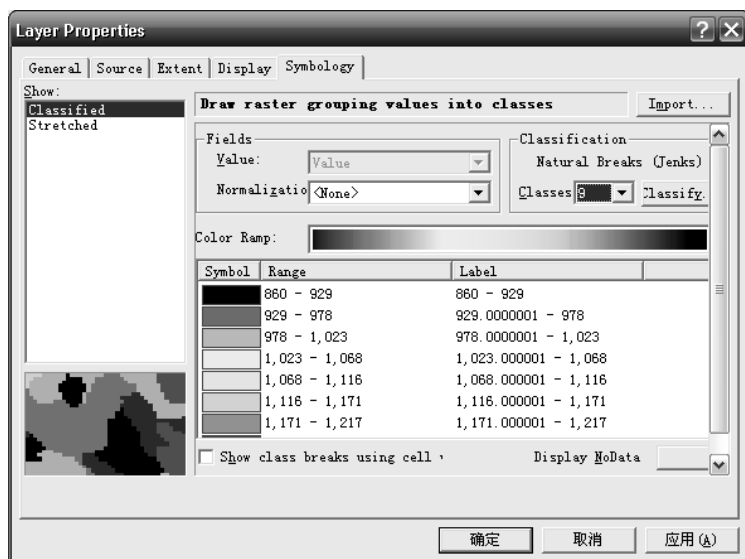 Layer Properties
General Source Extent Display Symbology
Show:
Classified
Stretched
Draw raster grouping values into classes
Import...
Fields
Value: Value
Normalizatio <None>
Classification
Natural Breaks (Jenks)
Classes 9 Classify.
Color Ramp:
Symbol Range Label
860 - 929 860 - 929
929 - 978 929.0000001 - 978
978 - 1,023 978.0000001 - 1,023
1,023 - 1,068 1,023.000001 - 1,068
1,068 - 1,116 1,068.000001 - 1,116
1,116 - 1,171 1,116.000001 - 1,171
1,171 - 1,217 1,171.000001 - 1,217
Show class breaks using cell
Display NoData
确定 取消 应用(A)